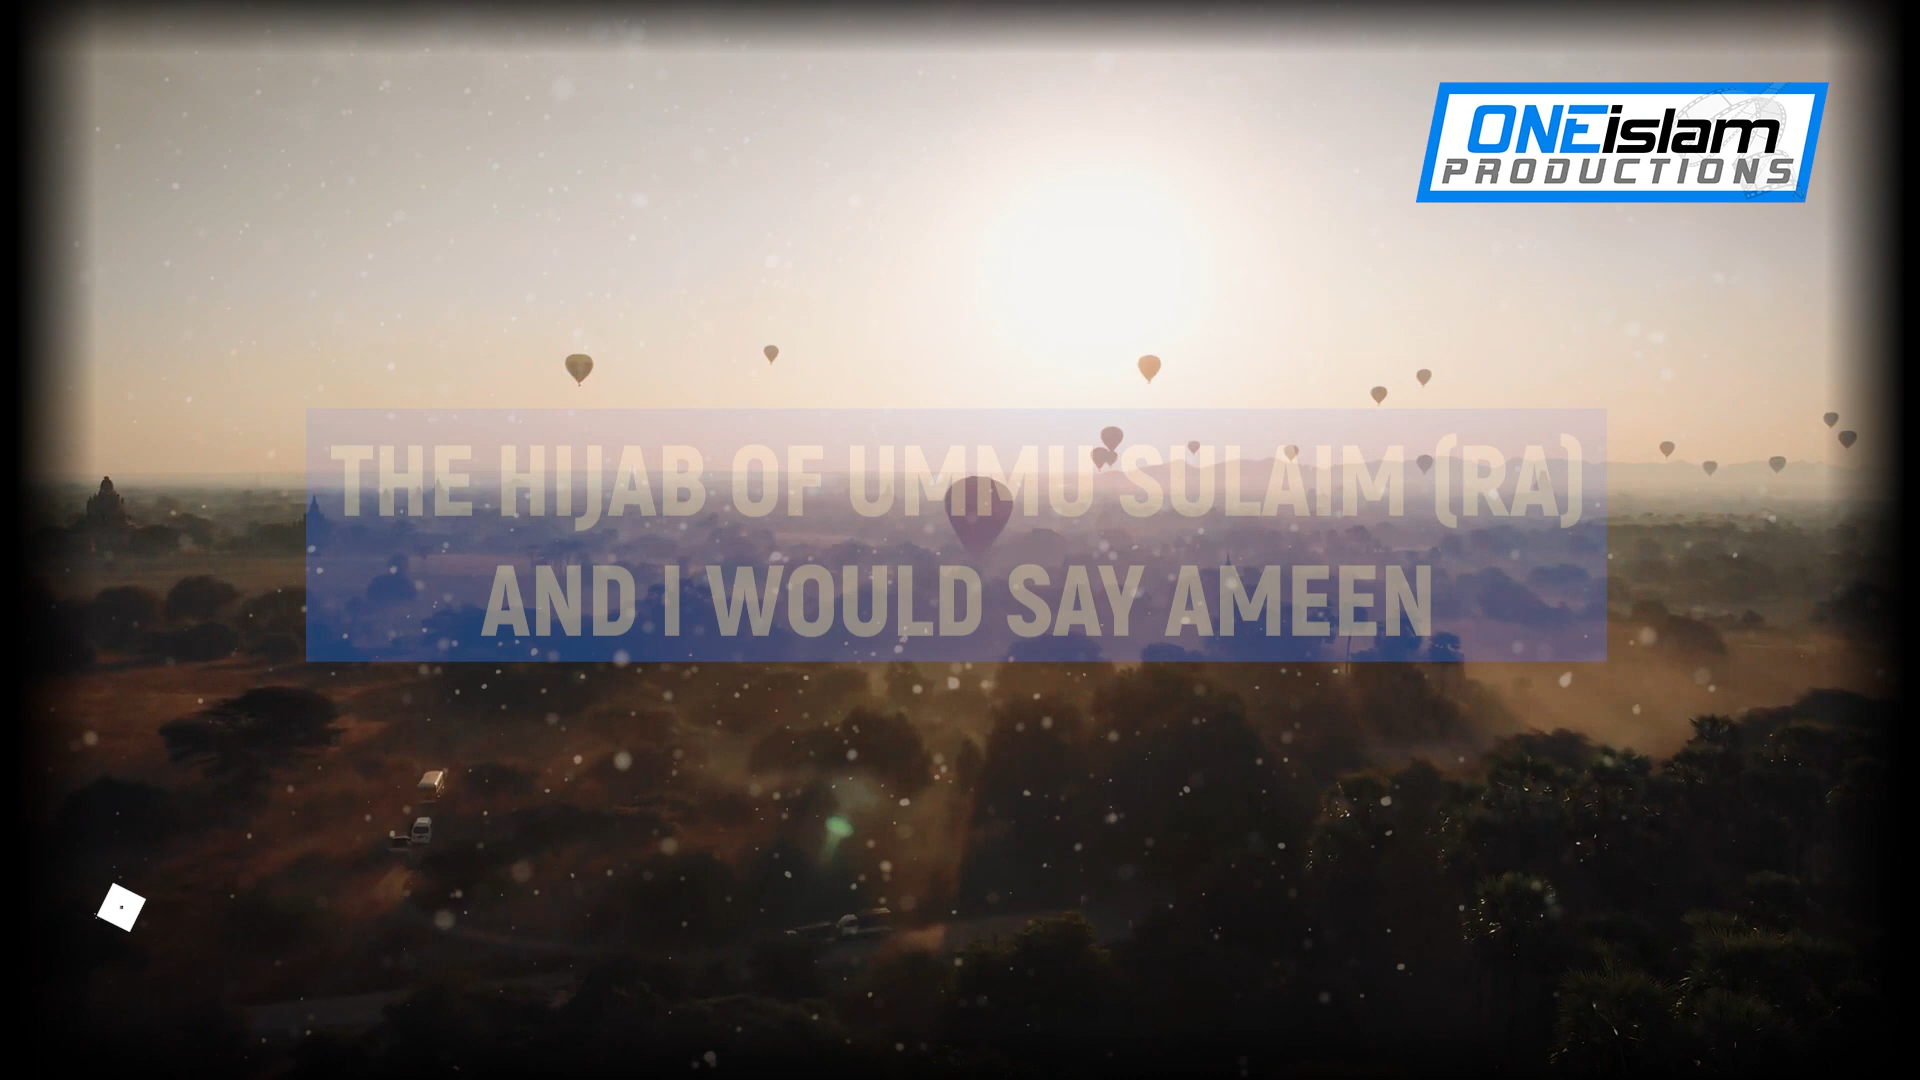 ONEislam
PRODUCTIONS
THE HIJAB OF UMMU SULAIM (RA)
AND I WOULD SAY AMEEN